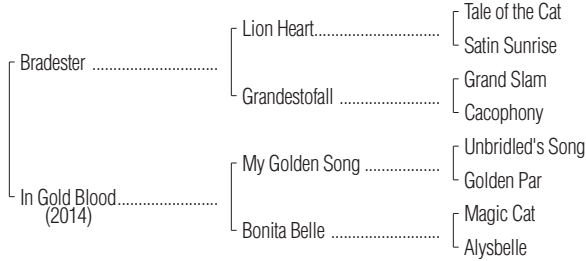 Bradester
In Gold Blood
(2014)
Lion Heart
Grandestofall
My Golden Song
Bonita Belle
Tale of the Cat
Satin Sunrise
Grand Slam
Cacophony
Unbridled's Song
Golden Par
Magic Cat
Alysbelle